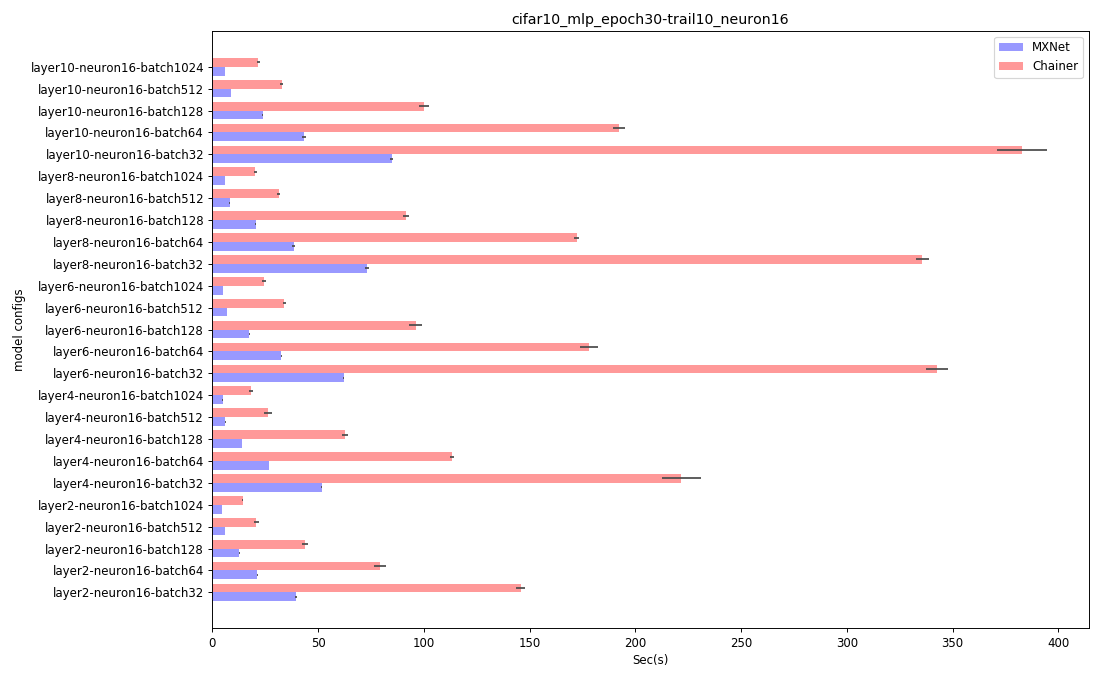 cifar10_mlp_epoch30-trail10_neuron16
MXNet
Chainer
model configs
layer10-neuron16-batch1024
layer10-neuron16-batch512
layer10-neuron16-batch128
layer10-neuron16-batch64
layer10-neuron16-batch32
layer8-neuron16-batch1024
layer8-neuron16-batch512
layer8-neuron16-batch128
layer8-neuron16-batch64
layer8-neuron16-batch32
layer6-neuron16-batch1024
layer6-neuron16-batch512
layer6-neuron16-batch128
layer6-neuron16-batch64
layer6-neuron16-batch32
layer4-neuron16-batch1024
layer4-neuron16-batch512
layer4-neuron16-batch128
layer4-neuron16-batch64
layer4-neuron16-batch32
layer2-neuron16-batch1024
layer2-neuron16-batch512
layer2-neuron16-batch128
layer2-neuron16-batch64
layer2-neuron16-batch32
0 50 100 150 200 250 300 350 400
Sec(s)